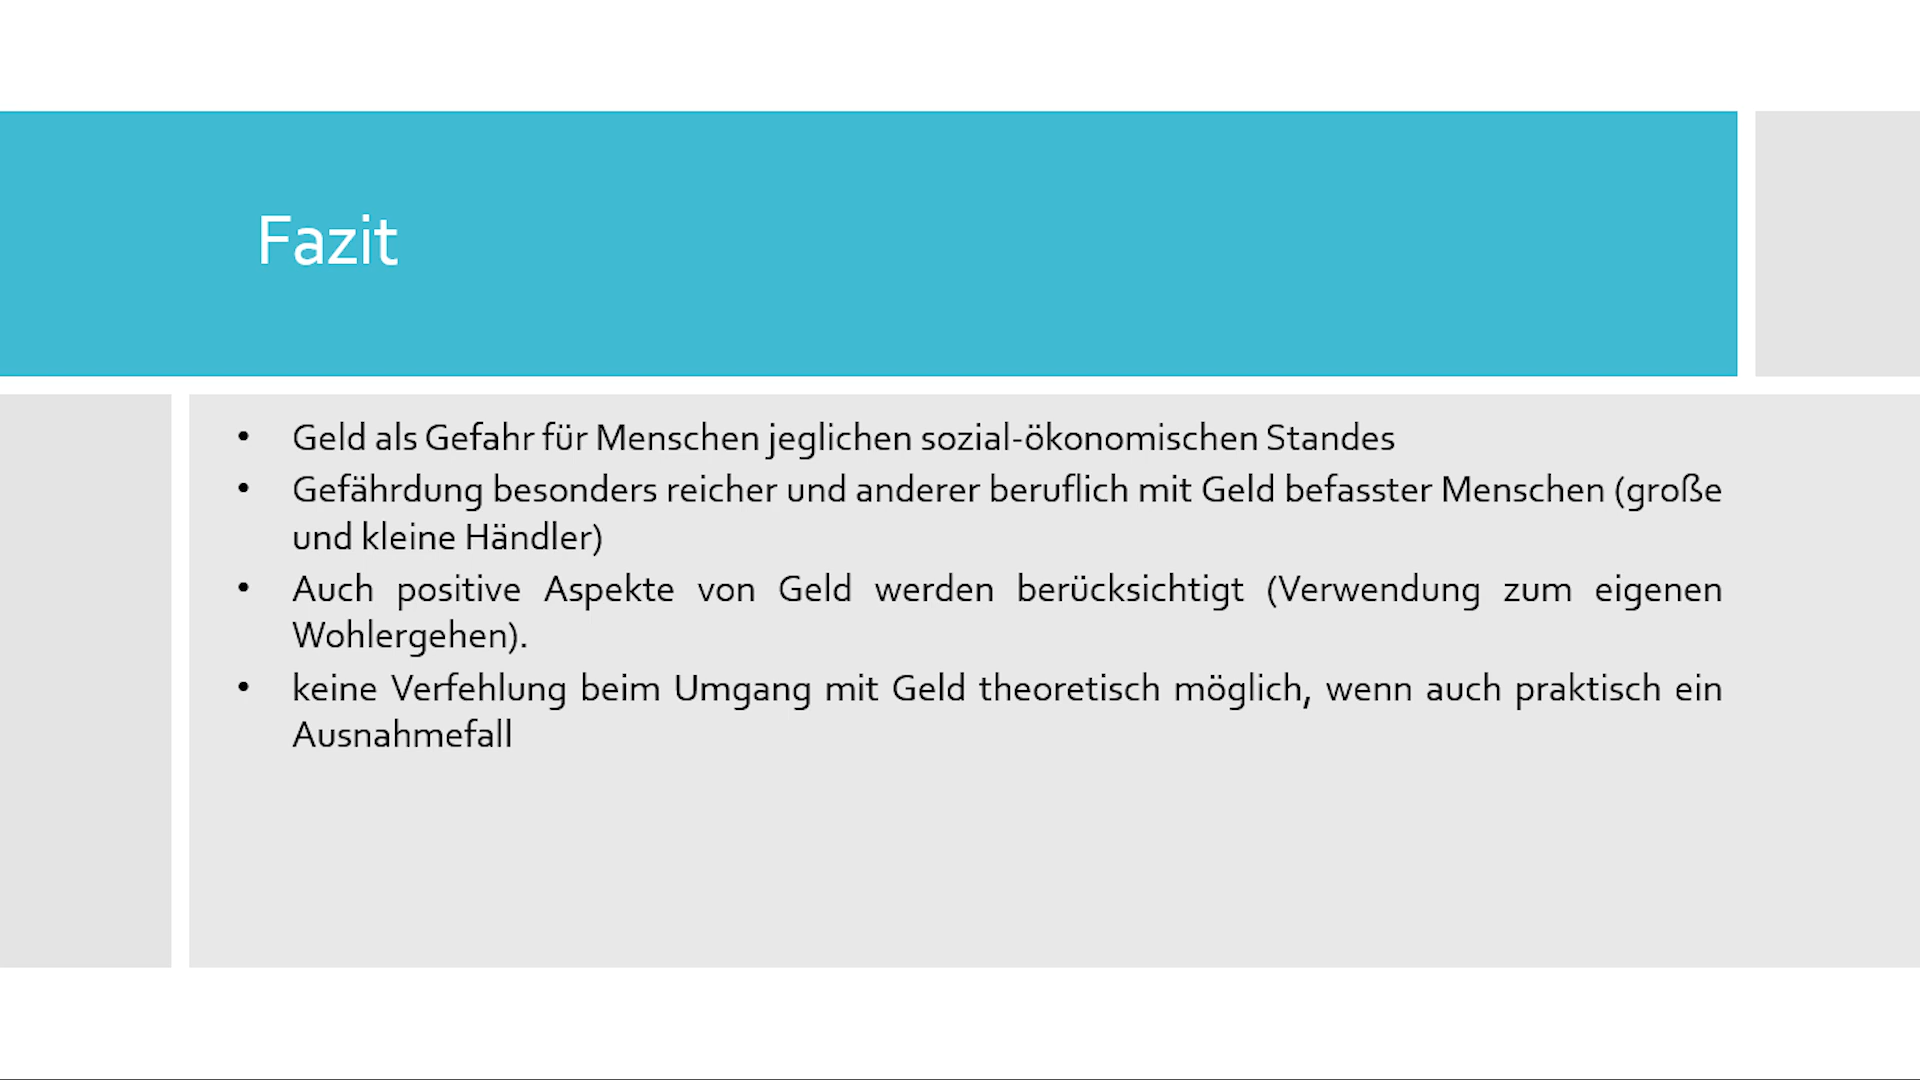 Fazit
• Geld als Gefahr für Menschen jeglichen sozial-ökonomischen Standes
• Gefährdung besonders reicher und anderer beruflich mit Geld befasster Menschen (große
und kleine Händler)
• Auch positive Aspekte von Geld werden berücksichtigt (Verwendung zum eigenen
Wohlergehen).
• keine Verfehlung beim Umgang mit Geld theoretisch möglich, wenn auch praktisch ein
Ausnahmefall